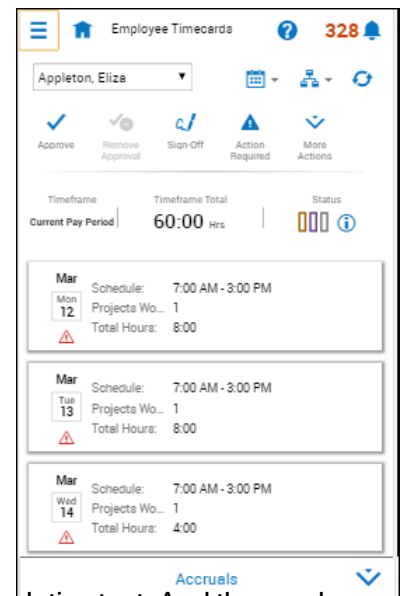 Employee Timecards
328
Appleton, Eliza
Approve
Remove Approval
Sign-Off
Action Required
More Actions
Timeframe
Current Pay Period
Timeframe Total
60:00 Hrs
Status
Mar
Mon
12
Schedule: 7:00 AM - 3:00 PM
Projects Wo... 1
Total Hours: 8:00
Mar
Tue
13
Schedule: 7:00 AM - 3:00 PM
Projects Wo... 1
Total Hours: 8:00
Mar
Wed
14
Schedule: 7:00 AM - 3:00 PM
Projects Wo... 1
Total Hours: 4:00
Accruals